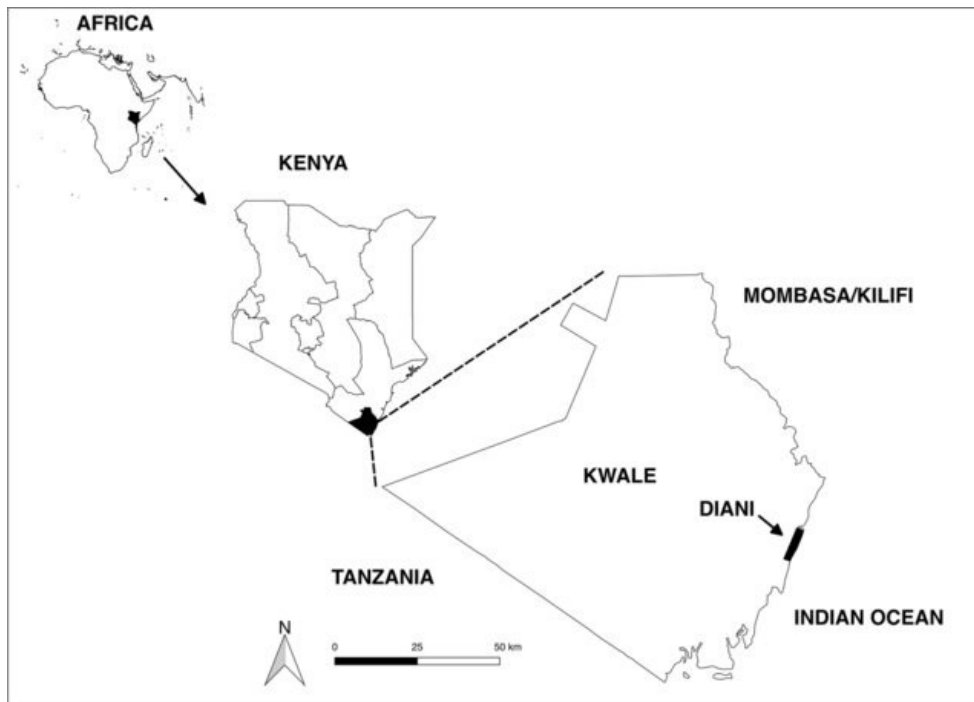 AFRICA
KENYA
MOMBASA/KILIFI
KWALE
DIANI
TANZANIA
INDIAN OCEAN
N
0 25 50 km